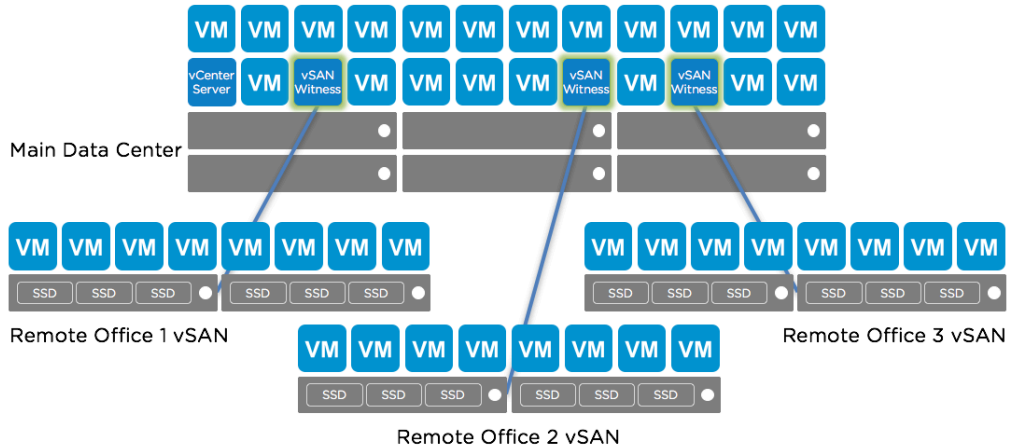 VM VM VM VM VM VM VM VM VM VM VM VM
vCenter
Server
VM
vSAN
Witness
VM VM VM VM
vSAN
Witness
VM
vSAN
Witness
VM VM
Main Data Center
VM VM VM VM VM VM VM VM
SSD SSD SSD SSD SSD SSD
Remote Office 1 vSAN
VM VM VM VM VM VM VM VM
SSD SSD SSD SSD SSD SSD
Remote Office 3 vSAN
VM VM VM VM VM VM VM VM
SSD SSD SSD SSD SSD SSD
Remote Office 2 vSAN